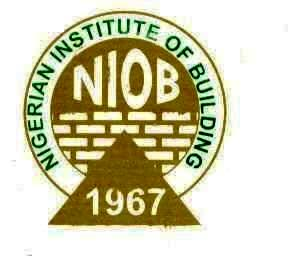 NIGERIAN INSTITUTE OF BUILDING
NIOB
1967